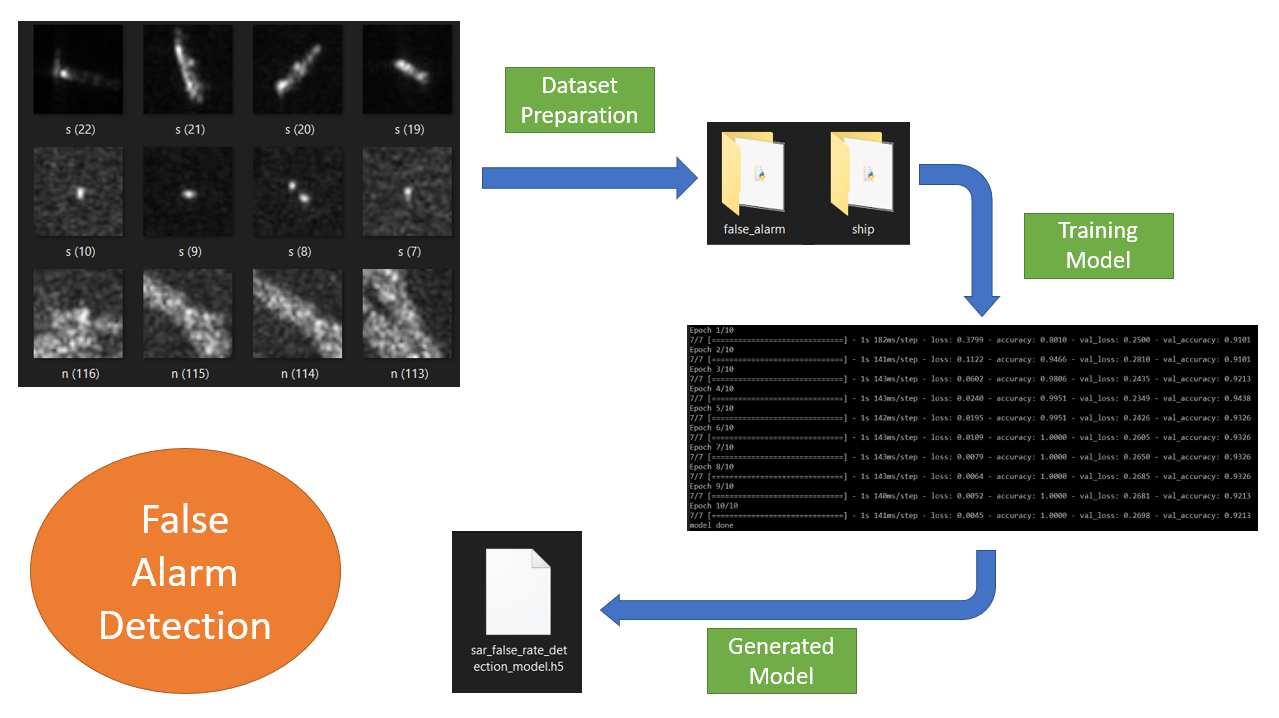 s (22)
s (21)
s (20)
s (19)
s (10)
s (9)
s (8)
s (7)
n (116)
n (115)
n (114)
n (113)
Dataset
Preparation
false_alarm
ship
Training
Model
Epoch 1/10
7/7 [==============================] - 1s 182ms/step - loss: 0.3799 - accuracy: 0.8010 - val_loss: 0.2500 - val_accuracy: 0.9101
Epoch 2/10
7/7 [==============================] - 1s 141ms/step - loss: 0.1122 - accuracy: 0.9466 - val_loss: 0.2810 - val_accuracy: 0.9101
Epoch 3/10
7/7 [==============================] - 1s 143ms/step - loss: 0.0602 - accuracy: 0.9806 - val_loss: 0.2435 - val_accuracy: 0.9213
Epoch 4/10
7/7 [==============================] - 1s 143ms/step - loss: 0.0240 - accuracy: 0.9951 - val_loss: 0.2349 - val_accuracy: 0.9438
Epoch 5/10
7/7 [==============================] - 1s 142ms/step - loss: 0.0195 - accuracy: 0.9951 - val_loss: 0.2426 - val_accuracy: 0.9326
Epoch 6/10
7/7 [==============================] - 1s 143ms/step - loss: 0.0109 - accuracy: 1.0000 - val_loss: 0.2605 - val_accuracy: 0.9326
Epoch 7/10
7/7 [==============================] - 1s 143ms/step - loss: 0.0079 - accuracy: 1.0000 - val_loss: 0.2650 - val_accuracy: 0.9326
Epoch 8/10
7/7 [==============================] - 1s 143ms/step - loss: 0.0064 - accuracy: 1.0000 - val_loss: 0.2685 - val_accuracy: 0.9326
Epoch 9/10
7/7 [==============================] - 1s 140ms/step - loss: 0.0052 - accuracy: 1.0000 - val_loss: 0.2681 - val_accuracy: 0.9213
Epoch 10/10
7/7 [==============================] - 1s 141ms/step - loss: 0.0045 - accuracy: 1.0000 - val_loss: 0.2698 - val_accuracy: 0.9213
model done
Generated
Model
sar_false_rate_det
ection_model.h5
False
Alarm
Detection